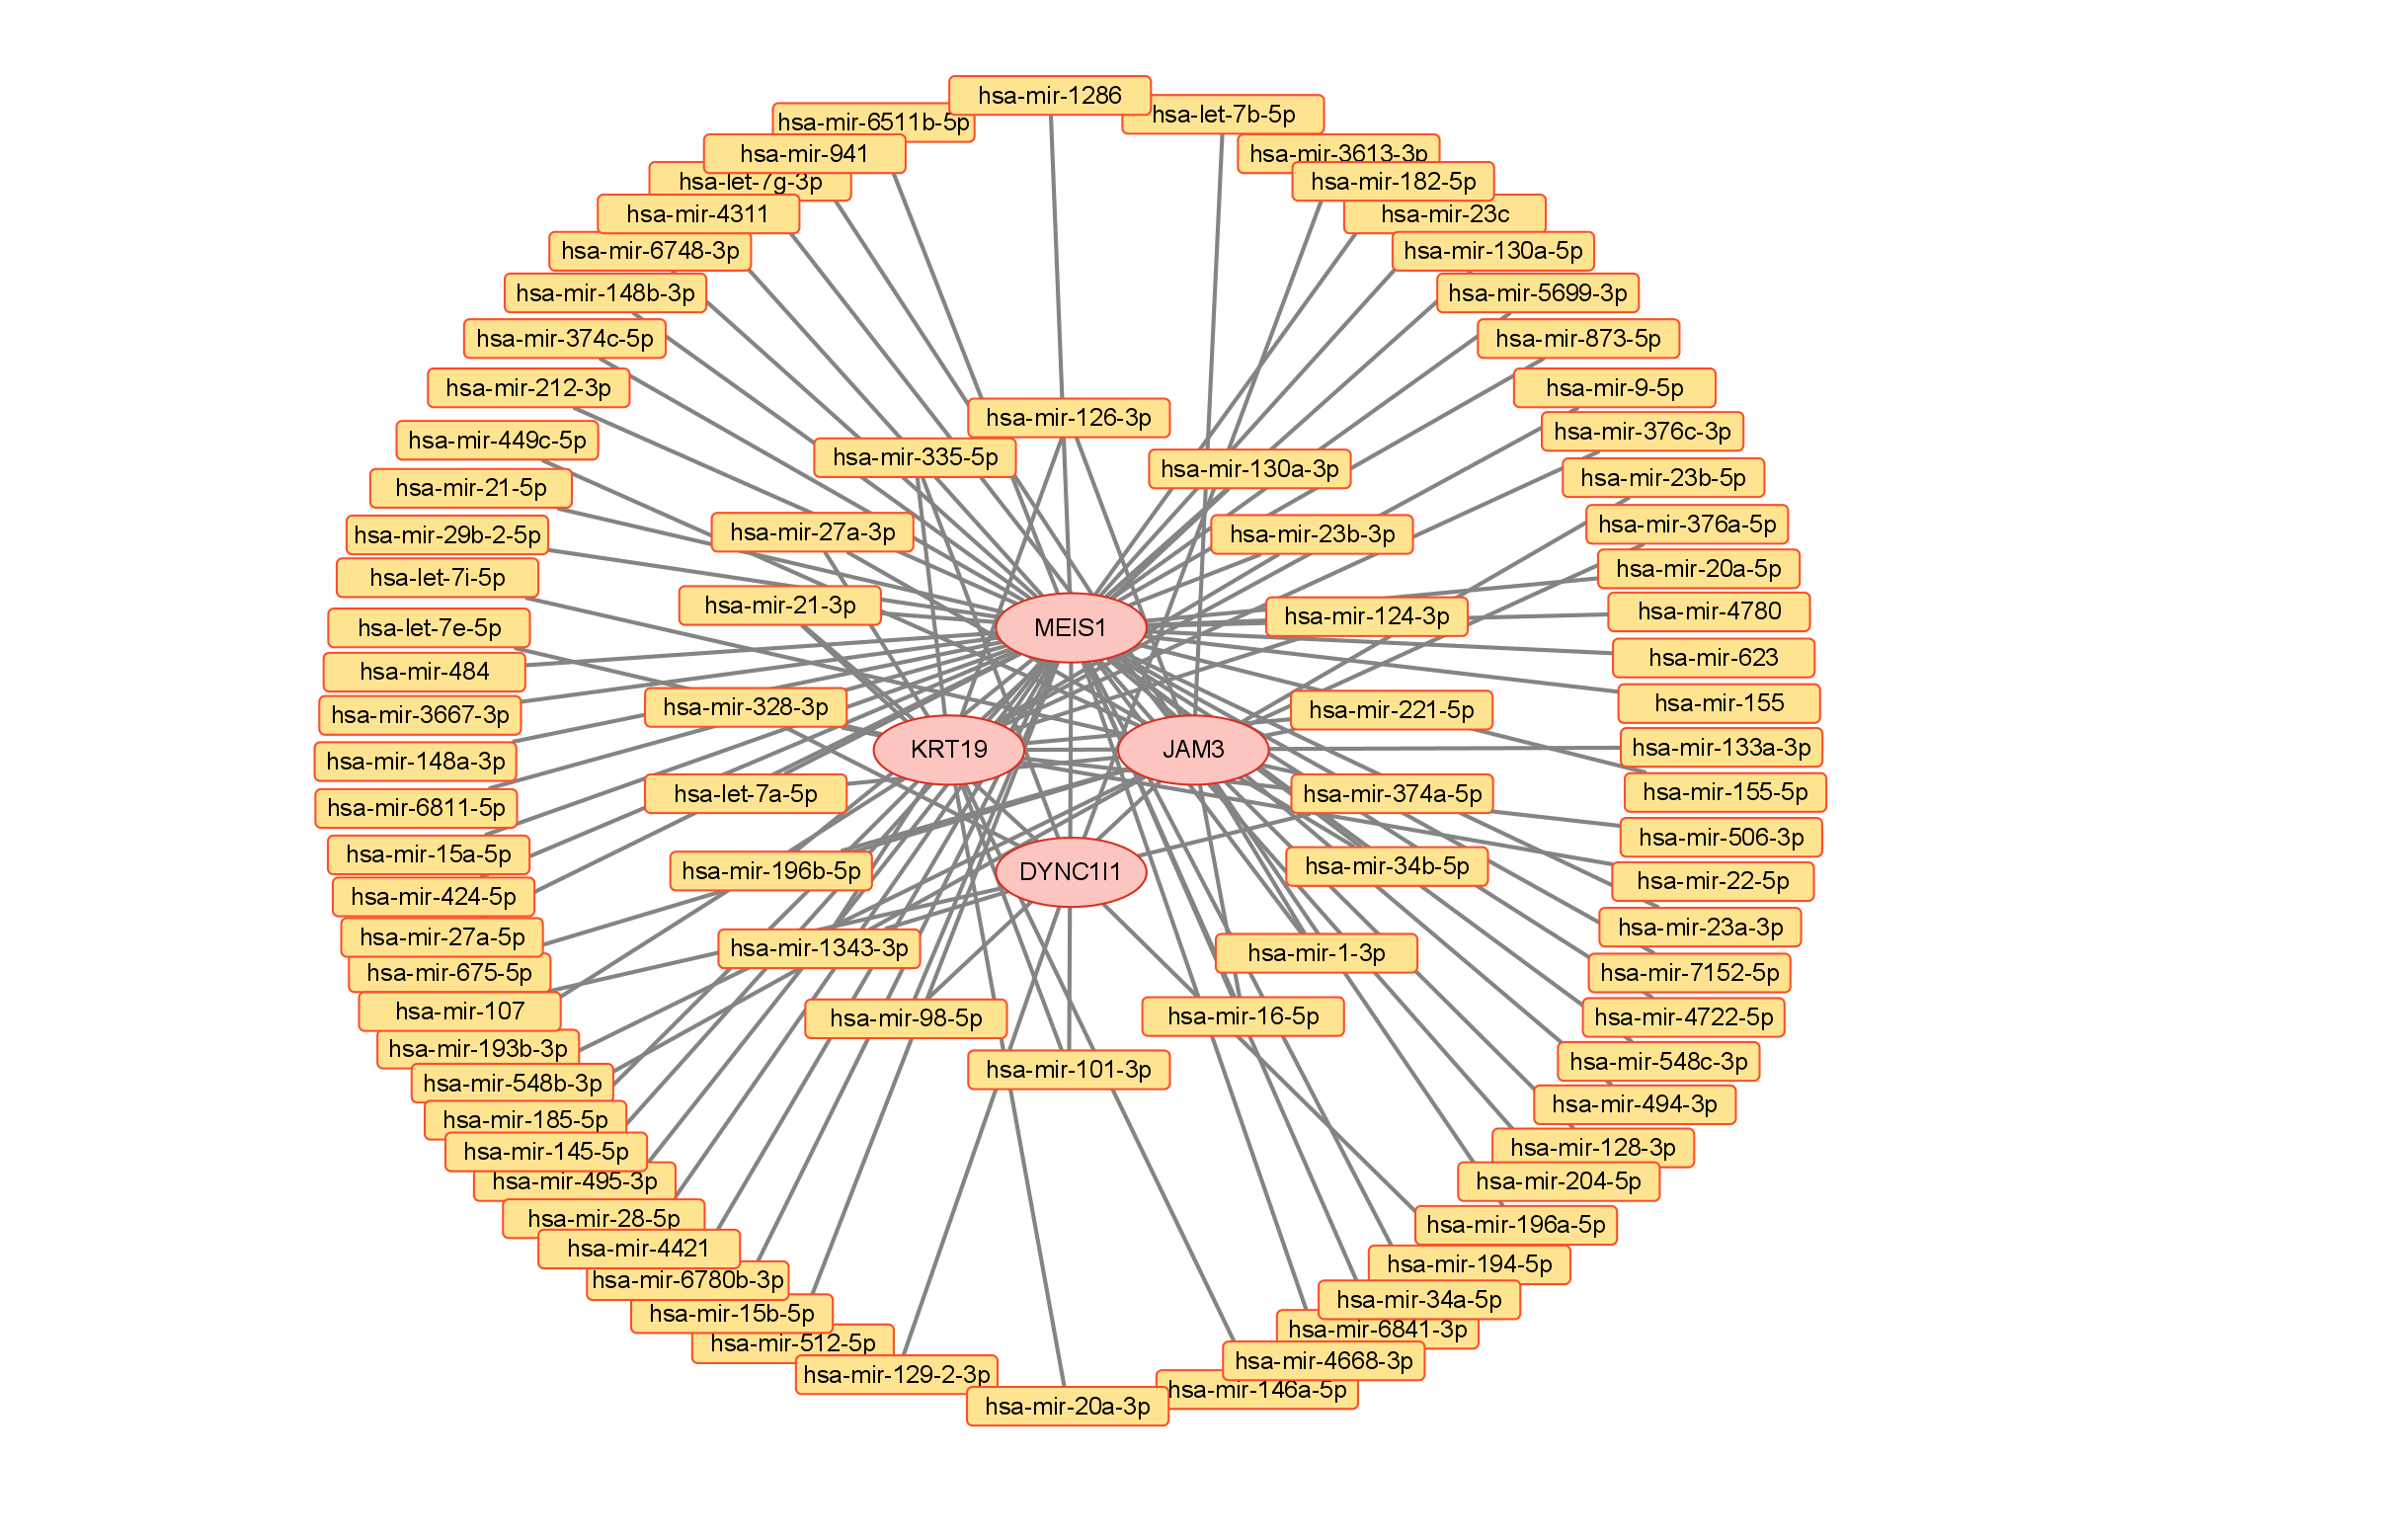 hsa-mir-1286
hsa-let-7b-5p
hsa-mir-6511b-5p
hsa-mir-941
hsa-mir-3613-3p
hsa-let-7g-3p
hsa-mir-182-5p
hsa-mir-4311
hsa-mir-23c
hsa-mir-6748-3p
hsa-mir-130a-5p
hsa-mir-148b-3p
hsa-mir-5699-3p
hsa-mir-374c-5p
hsa-mir-873-5p
hsa-mir-212-3p
hsa-mir-9-5p
hsa-mir-126-3p
hsa-mir-376c-3p
hsa-mir-449c-5p
hsa-mir-335-5p
hsa-mir-130a-3p
hsa-mir-23b-5p
hsa-mir-21-5p
hsa-mir-376a-5p
hsa-mir-29b-2-5p
hsa-mir-27a-3p
hsa-mir-23b-3p
hsa-mir-20a-5p
hsa-let-7i-5p
hsa-mir-21-3p
hsa-mir-124-3p
hsa-mir-4780
hsa-let-7e-5p
MEIS1
hsa-mir-623
hsa-mir-484
hsa-mir-155
hsa-mir-328-3p
hsa-mir-221-5p
hsa-mir-3667-3p
KRT19
JAM3
hsa-mir-133a-3p
hsa-mir-148a-3p
hsa-let-7a-5p
hsa-mir-374a-5p
hsa-mir-155-5p
hsa-mir-6811-5p
hsa-mir-506-3p
hsa-mir-15a-5p
hsa-mir-196b-5p
DYNC1I1
hsa-mir-34b-5p
hsa-mir-22-5p
hsa-mir-424-5p
hsa-mir-23a-3p
hsa-mir-27a-5p
hsa-mir-1343-3p
hsa-mir-1-3p
hsa-mir-675-5p
hsa-mir-7152-5p
hsa-mir-107
hsa-mir-98-5p
hsa-mir-16-5p
hsa-mir-4722-5p
hsa-mir-193b-3p
hsa-mir-101-3p
hsa-mir-548c-3p
hsa-mir-548b-3p
hsa-mir-494-3p
hsa-mir-185-5p
hsa-mir-145-5p
hsa-mir-128-3p
hsa-mir-495-3p
hsa-mir-204-5p
hsa-mir-28-5p
hsa-mir-196a-5p
hsa-mir-4421
hsa-mir-194-5p
hsa-mir-6780b-3p
hsa-mir-34a-5p
hsa-mir-15b-5p
hsa-mir-6841-3p
hsa-mir-512-5p
hsa-mir-4668-3p
hsa-mir-129-2-3p
hsa-mir-146a-5p
hsa-mir-20a-3p